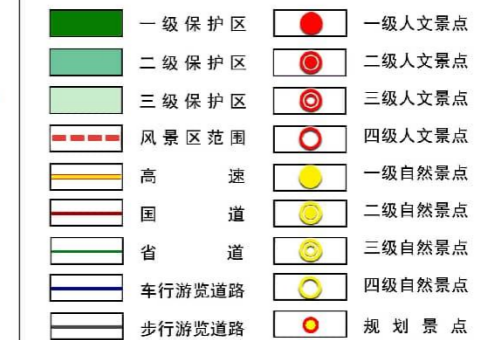 一级保护区
一级人文景点
二级保护区
二级人文景点
三级保护区
三级人文景点
风景区范围
四级人文景点
高速
一级自然景点
国道
二级自然景点
省道
三级自然景点
车行游览道路
四级自然景点
步行游览道路
规划景点